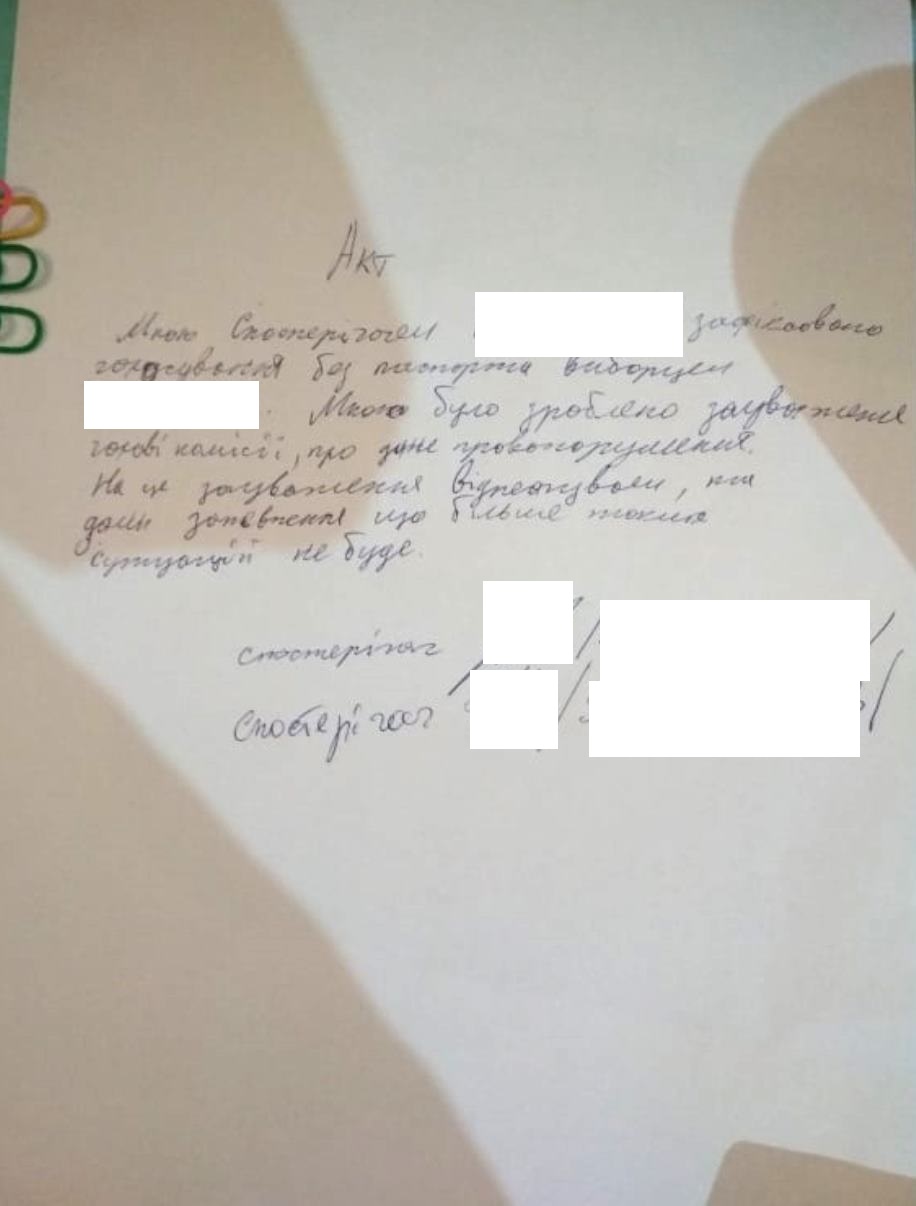 Акт
Мною Спостерігачем зафіксовано
голосування без паспорта виборцем
Мною було зроблено зауваження
голові комісії, про дане правопорушення.
На це зауваження відреагували, та
дали запевнення що більше таких
ситуацій не буде.
спостерігач
Спостерігач